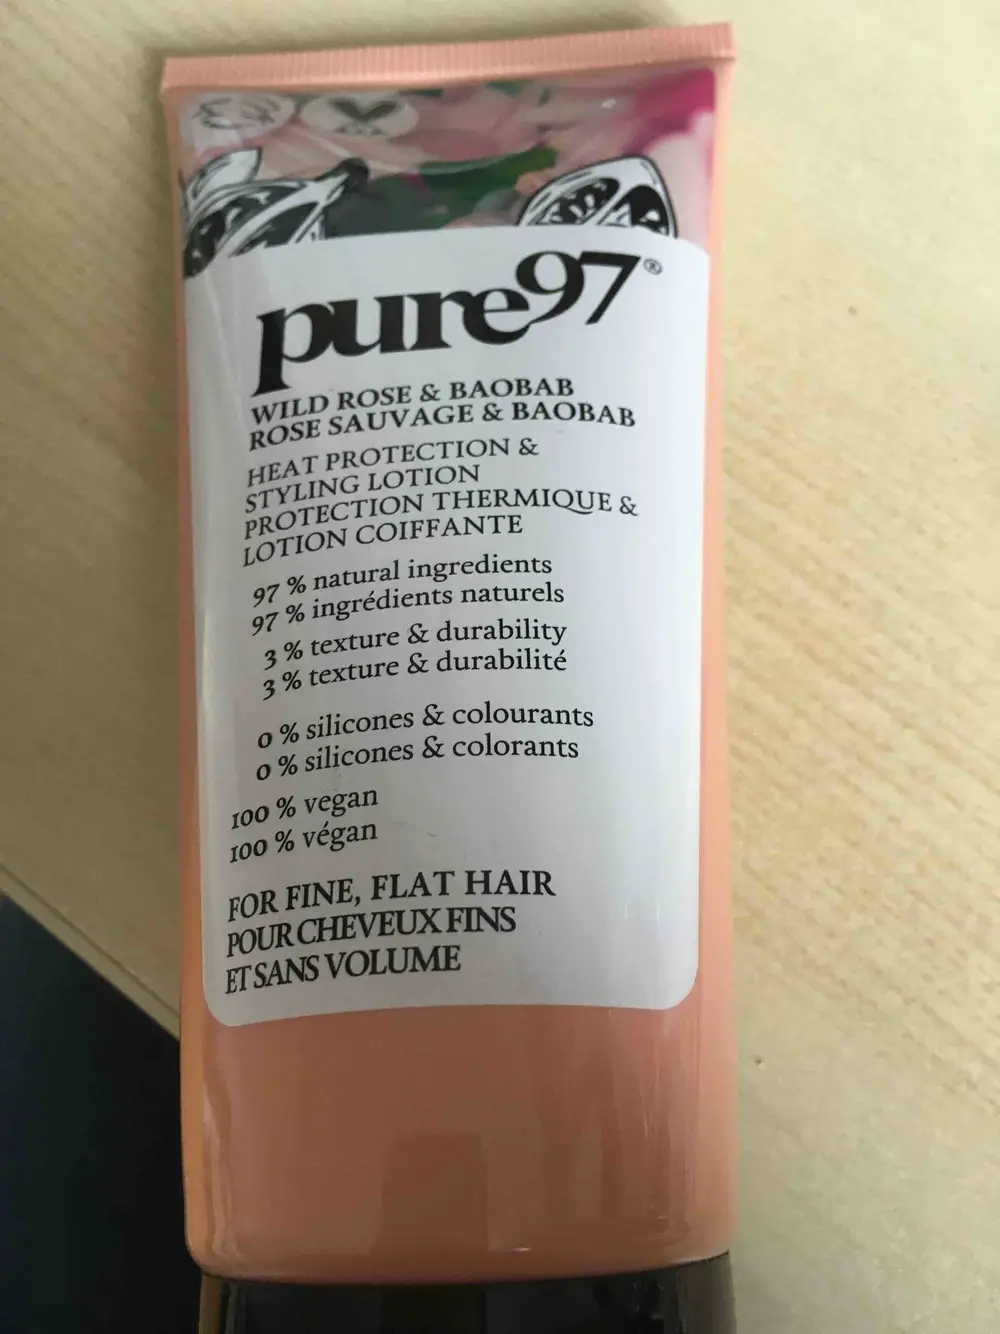 pure97®
WILD ROSE & BAOBAB
ROSE SAUVAGE & BAOBAB
HEAT PROTECTION &
STYLING LOTION
PROTECTION THERMIQUE &
LOTION COIFFANTE
97 % natural ingredients
97 % ingrédients naturels
3 % texture & durability
3 % texture & durabilité
0 % silicones & colourants
0 % silicones & colorants
100 % vegan
100 % végan
FOR FINE, FLAT HAIR
POUR CHEVEUX FINS
ET SANS VOLUME